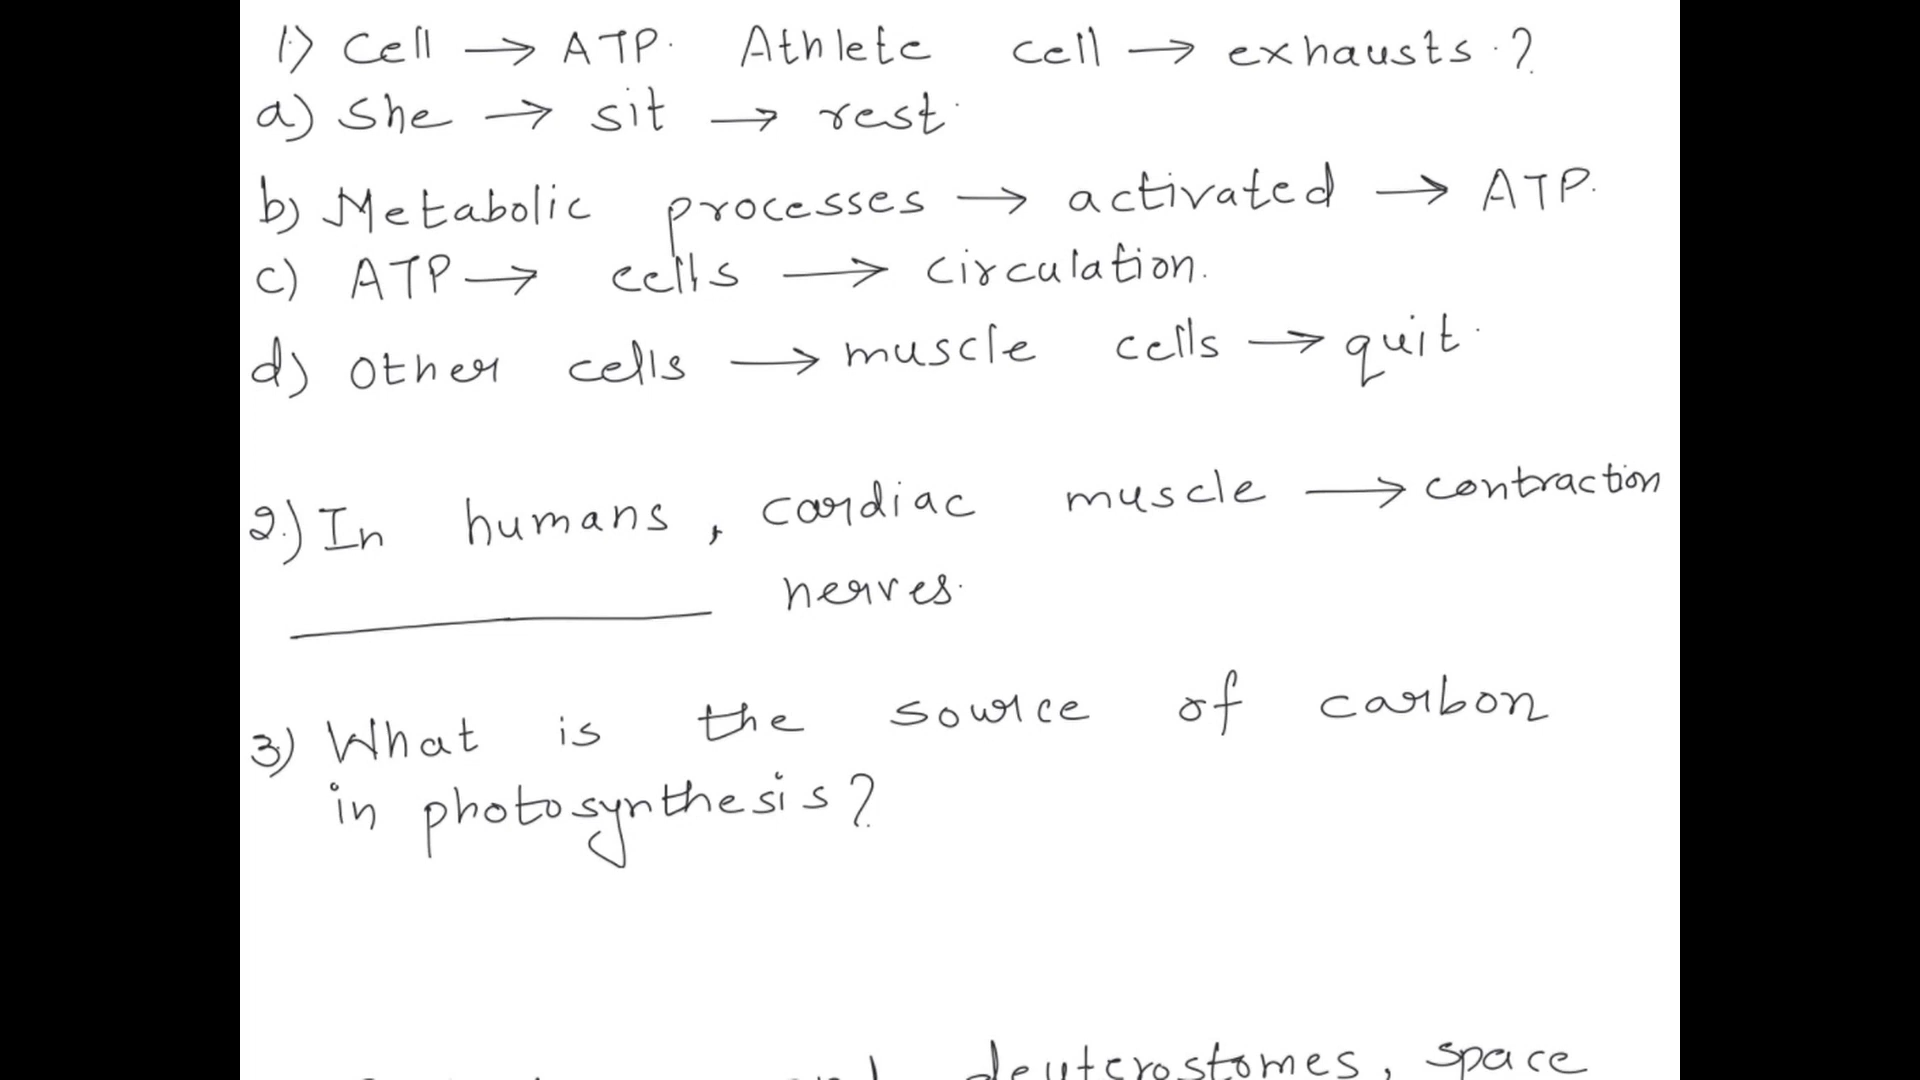 1.) Cell → ATP. Athlete cell → exhausts.?
a) She → sit → rest.
b) Metabolic processes → activated → ATP.
c) ATP → cells → circulation.
d) Other cells → muscle cells → quit.
2.) In humans, cardiac muscle → contraction
__________ nerves.
3) What is the source of carbon
in photosynthesis?
deuterostomes, space